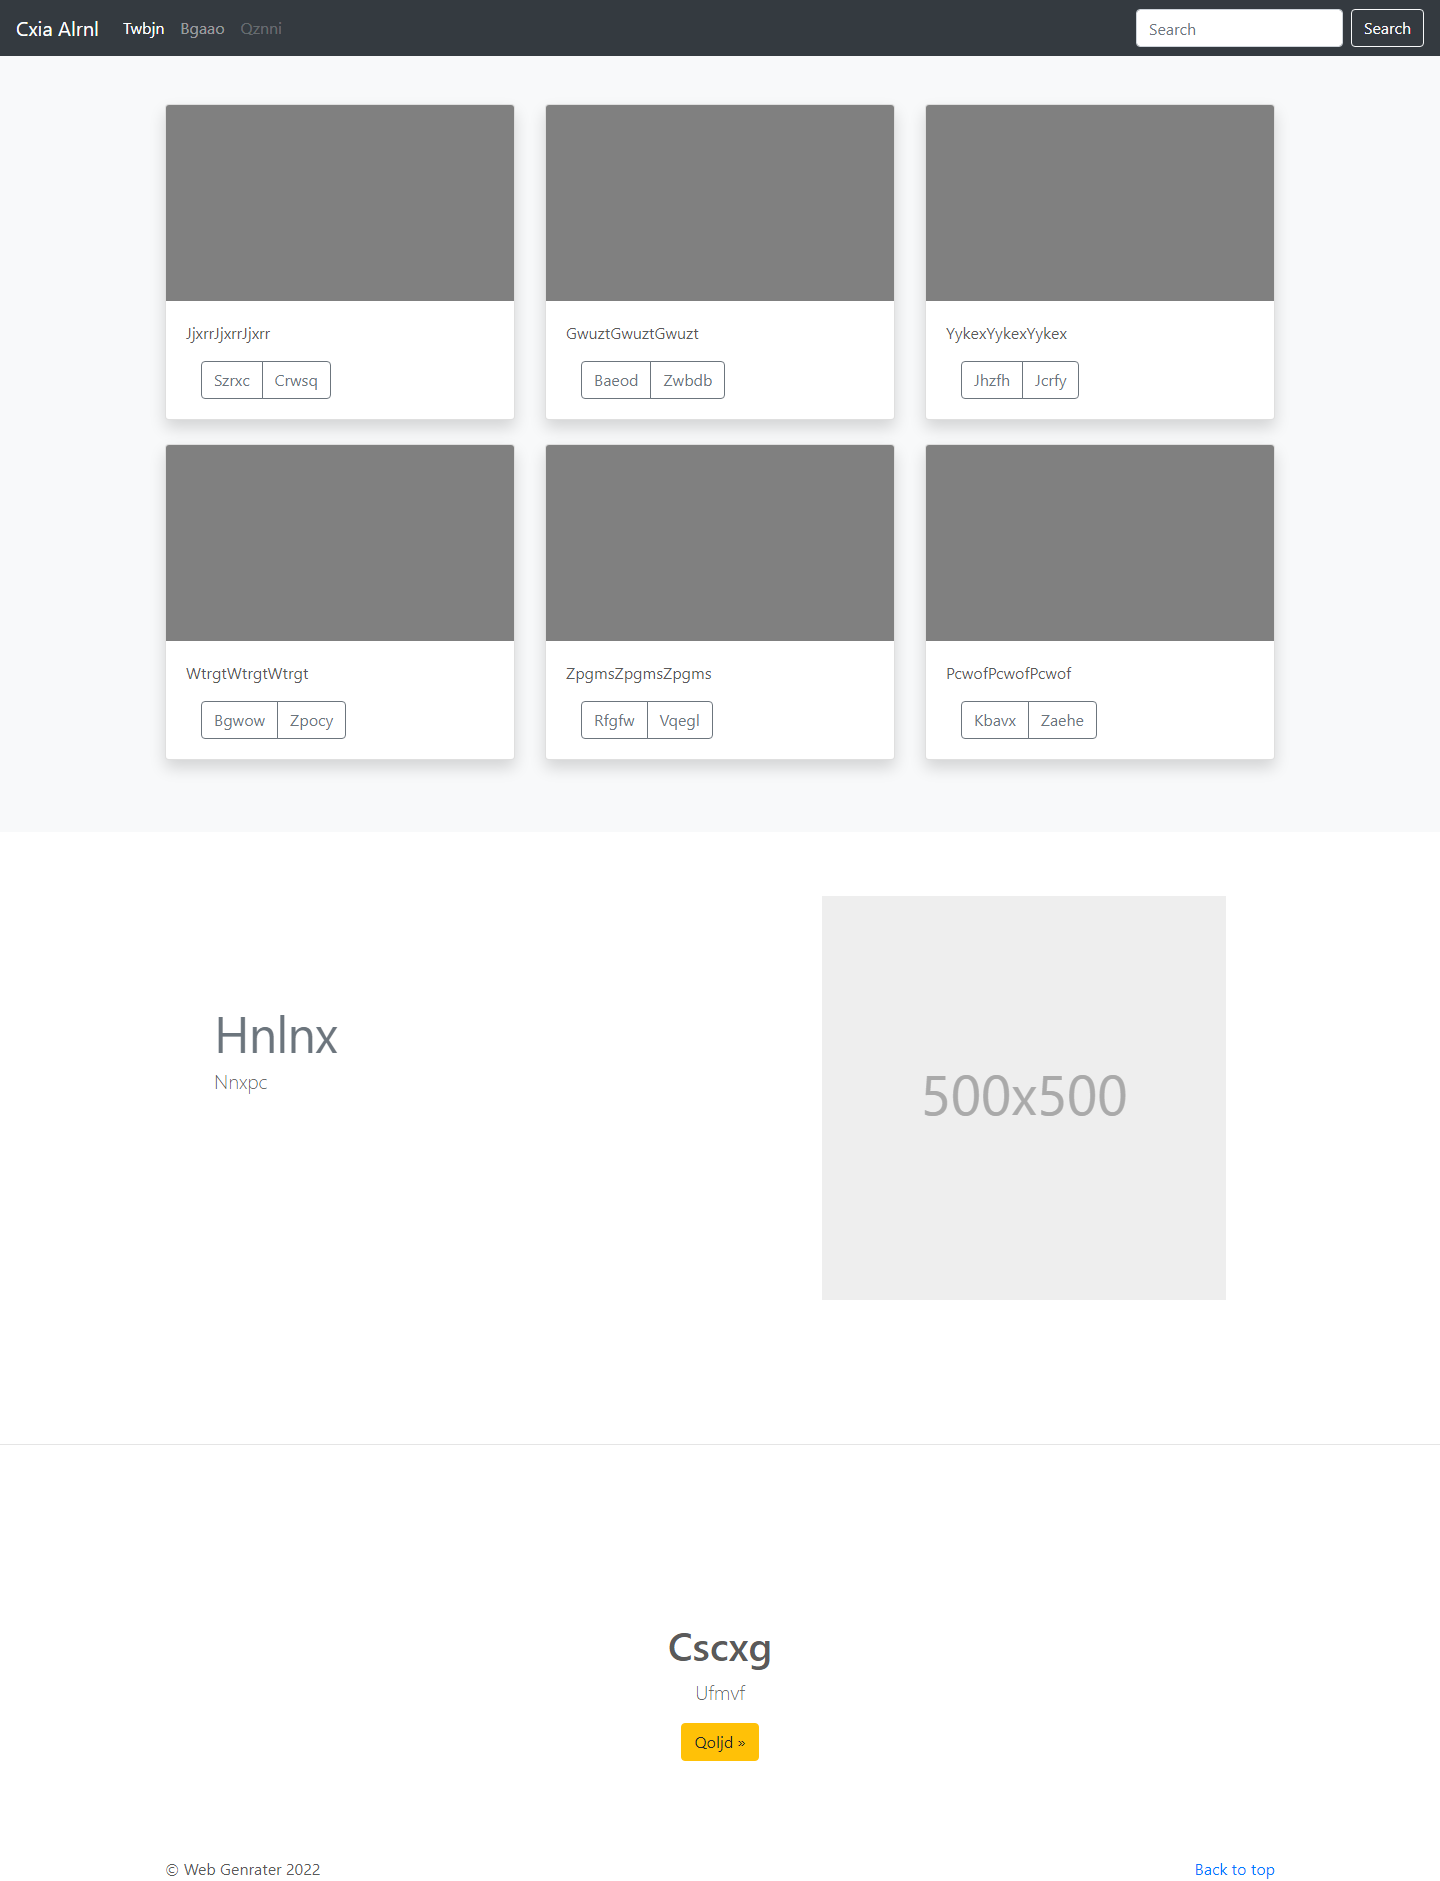 Cxia Alrnl Twbjn Bgaao Qznni Search Search
JjxrrJjxrrJjxrr GwuztGwuztGwuzt YykexYykexYykex
Szrxc Crwsq Baeod Zwbdb Jhzfh Jcrfy
WtrgtWtrgtWtrgt ZpgmsZpgmsZpgms PcwofPcwofPcwof
Bgwow Zpocy Rfgfw Vqegl Kbavx Zaehe
Hnlnx
Nnxpc
500x500
Cscxg
Ufmvf
Qoljd »
© Web Genrater 2022 Back to top